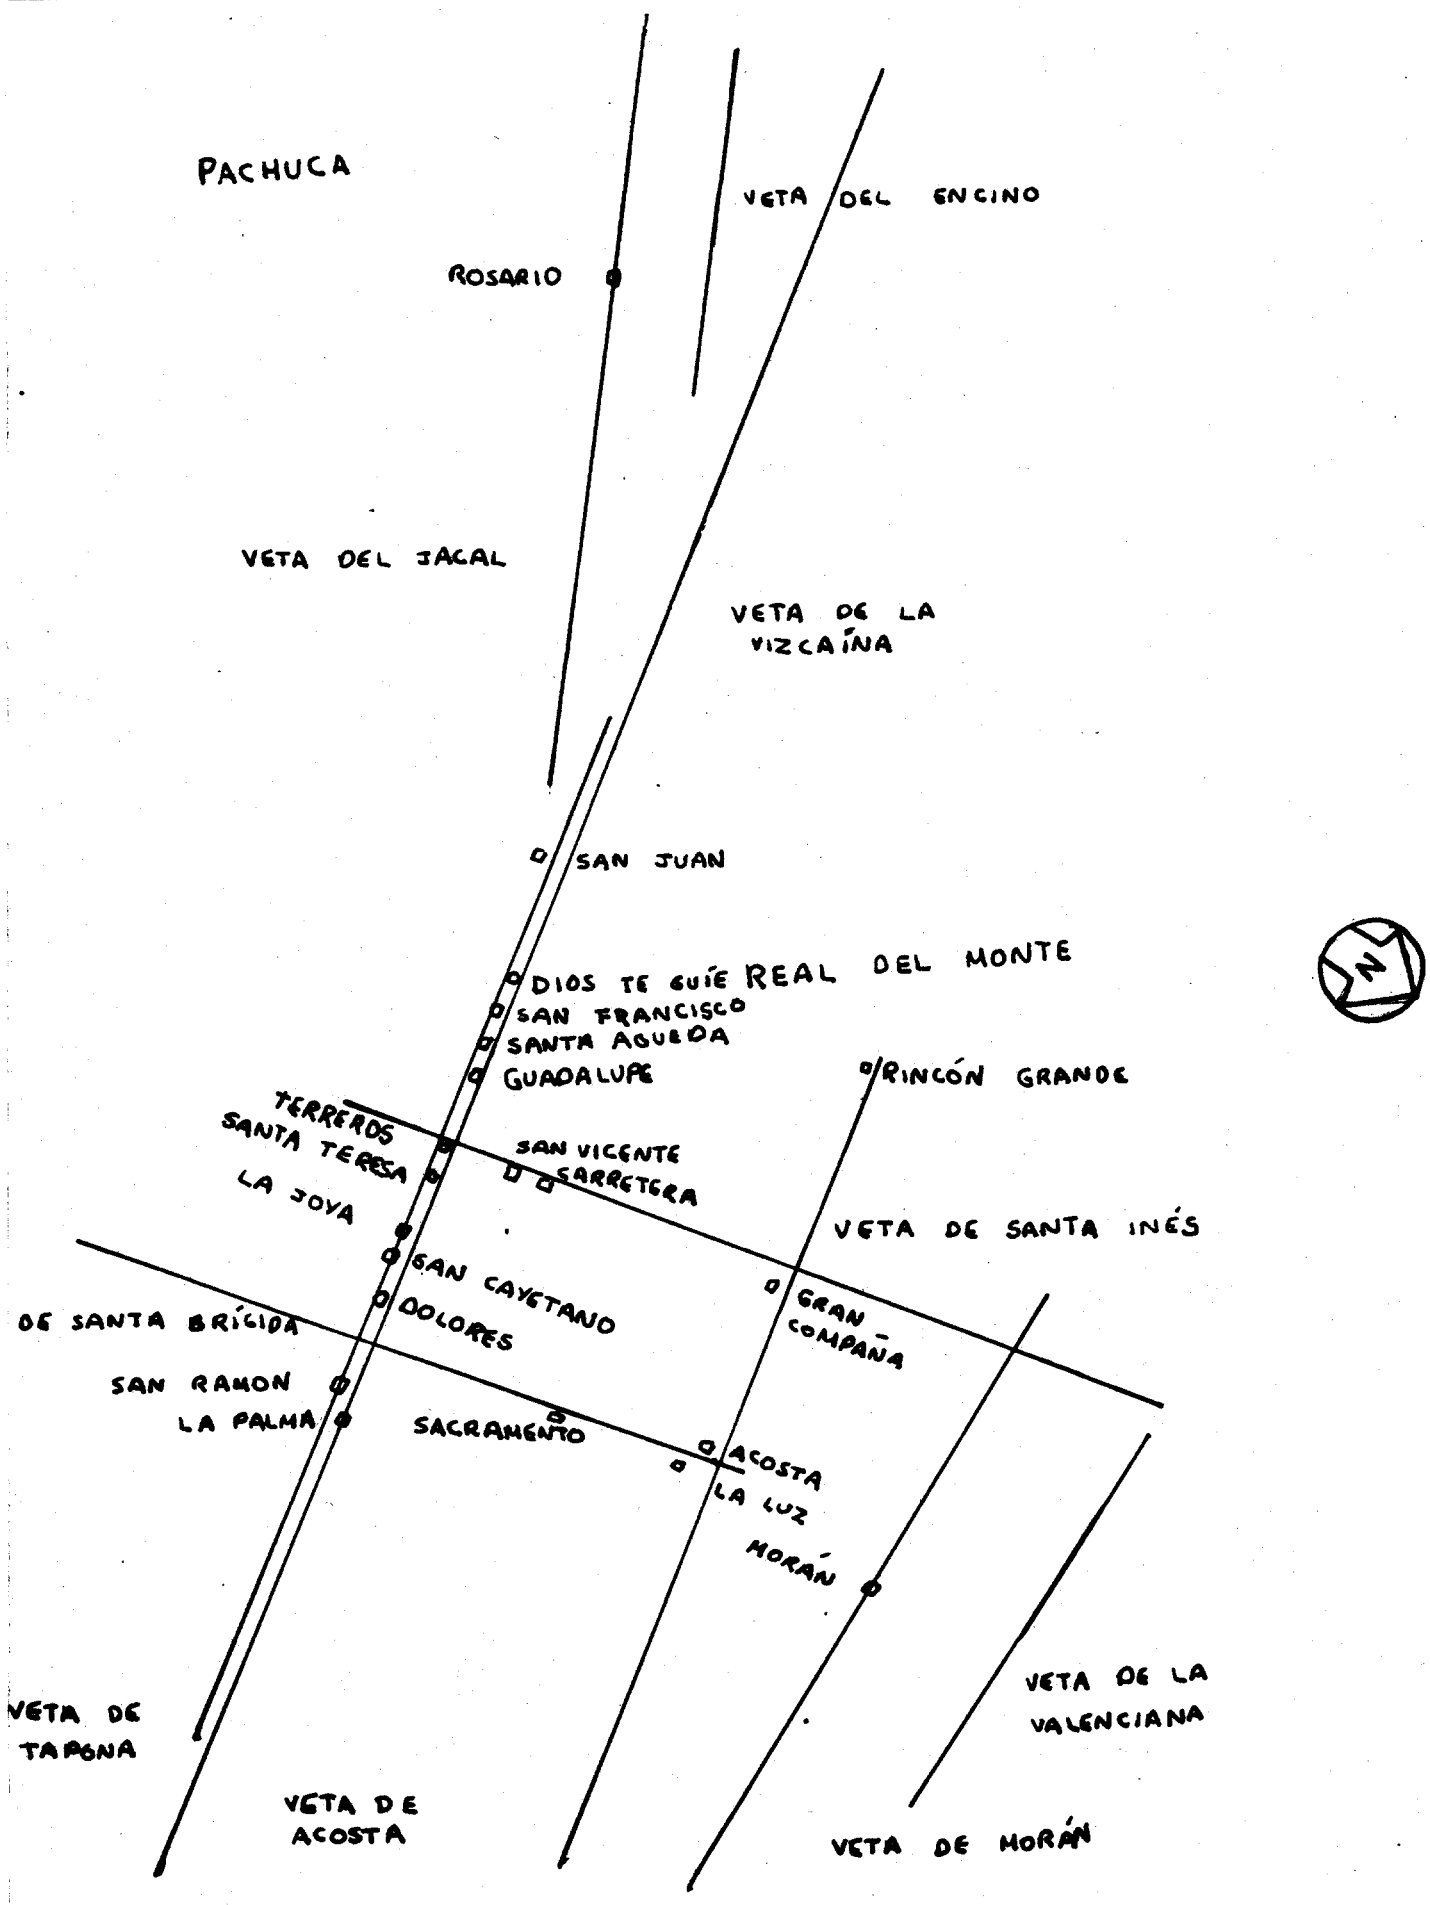 PACHUCA
VETA DEL ENCINO
ROSARIO
VETA DEL JACAL
VETA DE LA
VIZCAÍNA
SAN JUAN
DIOS TE GUÍE
REAL DEL MONTE
SAN FRANCISCO
SANTA AGUEDA
GUADALUPE
RINCÓN GRANDE
TERREROS
SANTA TERESA
SAN VICENTE
SARRETERA
LA JOYA
VETA DE SANTA INÉS
SAN CAYETANO
DOLORES
GRAN
COMPAÑA
DE SANTA BRÍGIDA
SAN RAMON
LA PALMA
SACRAMENTO
ACOSTA
LA LUZ
MORÁN
VETA DE LA
VALENCIANA
VETA DE
TAPONA
VETA DE
ACOSTA
VETA DE MORÁN
N